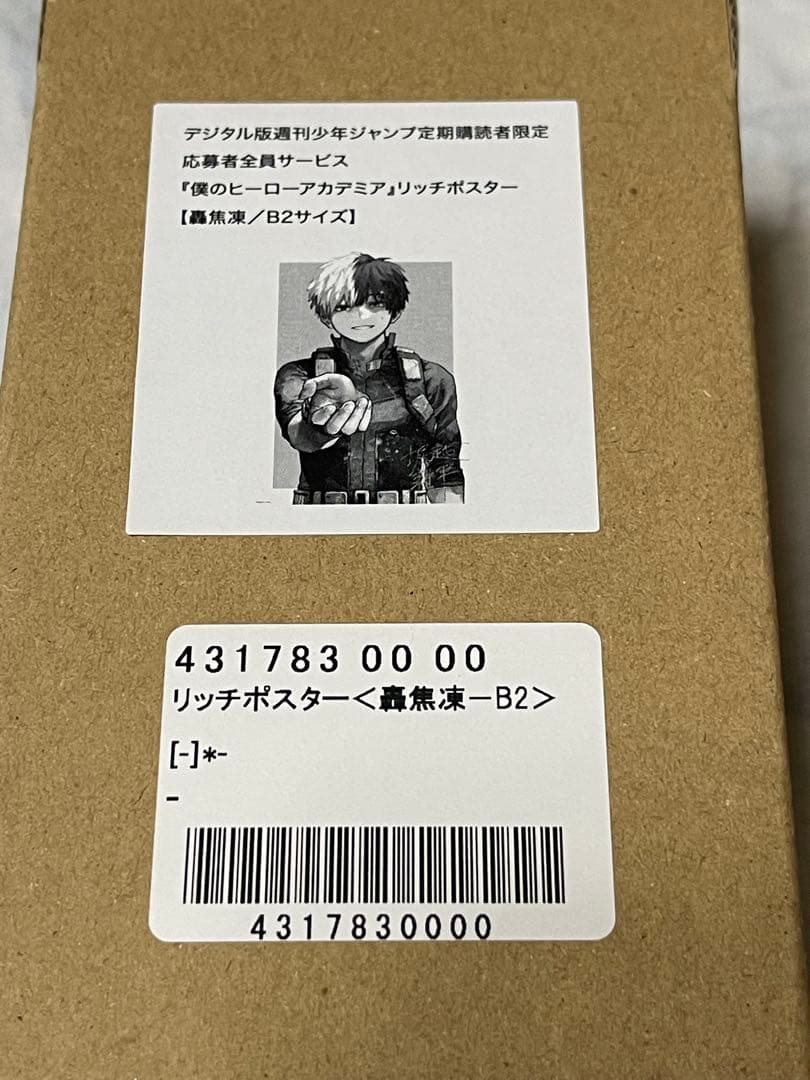 デジタル版週刊少年ジャンプ定期購読者限定
応募者全員サービス
『僕のヒーローアカデミア』リッチポスター
【轟焦凍／B2サイズ】
431783 00 00
リッチポスター＜轟焦凍－B2＞
[-]*-
-
4317830000